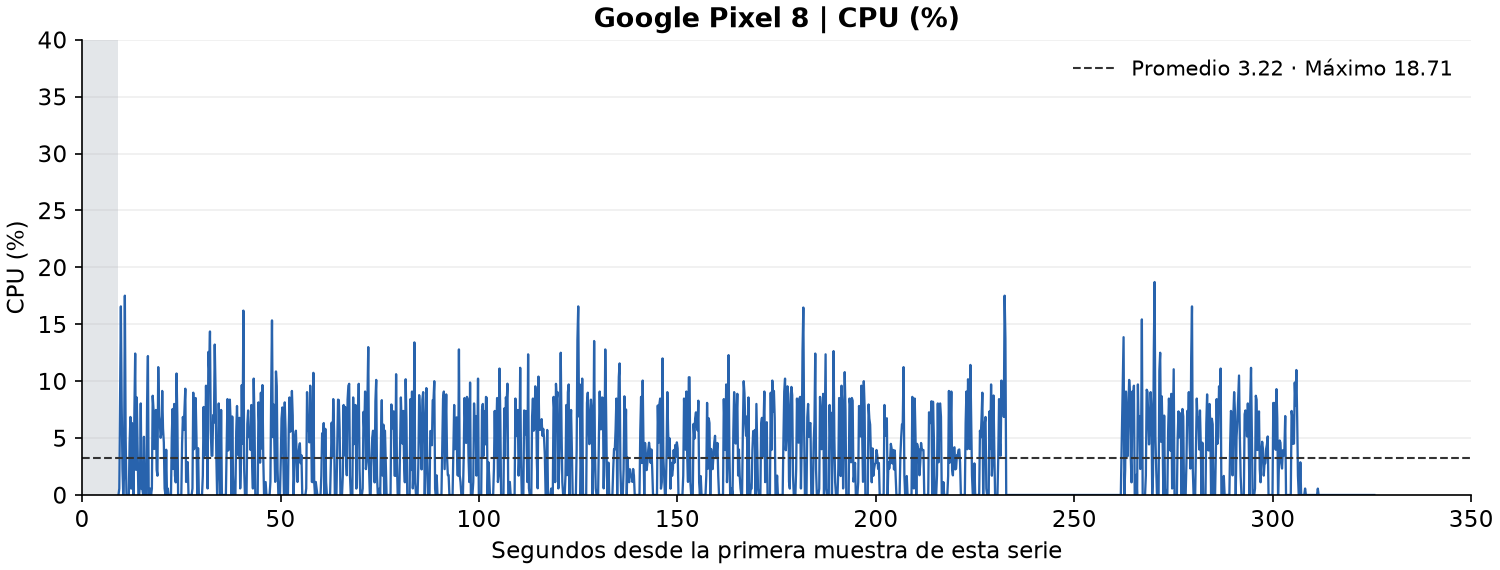 Google Pixel 8 | CPU (%)
Promedio 3.22 · Máximo 18.71
CPU (%)
40
35
30
25
20
15
10
5
0
0 50 100 150 200 250 300 350
Segundos desde la primera muestra de esta serie